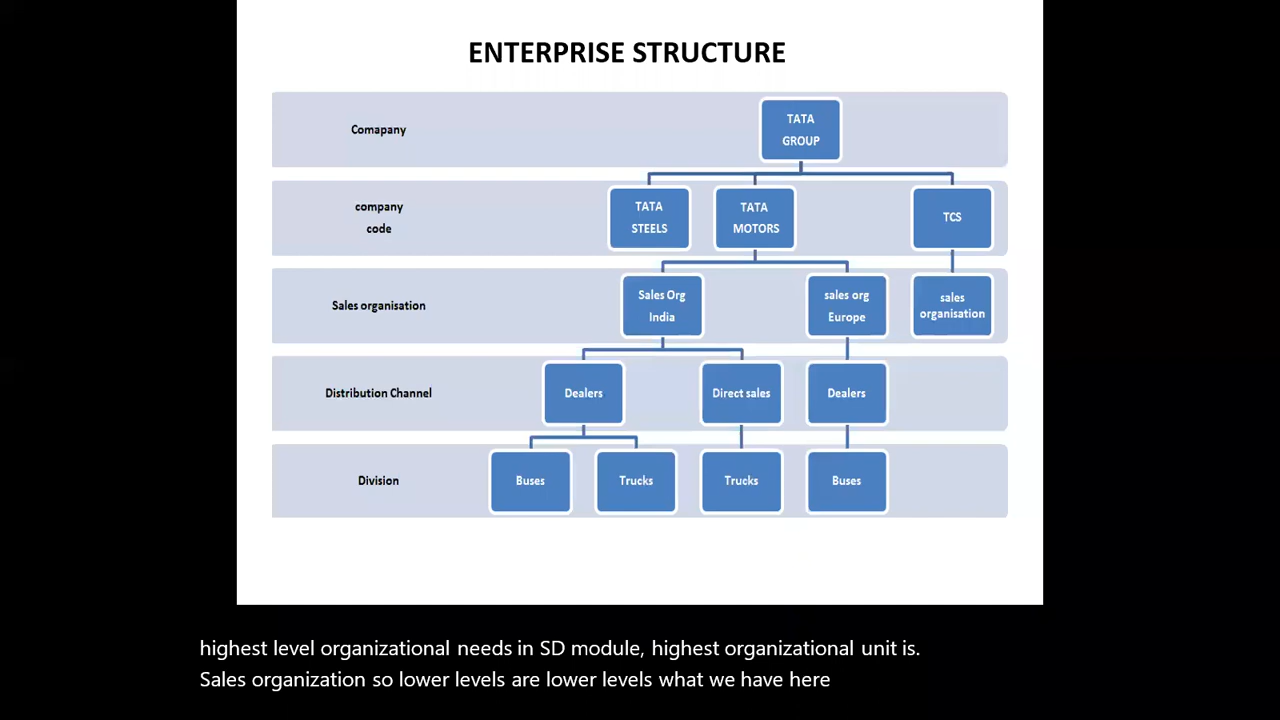 ENTERPRISE STRUCTURE
Comapany
TATA
GROUP
company
code
TATA
STEELS
TATA
MOTORS
TCS
Sales organisation
Sales Org
India
sales org
Europe
sales
organisation
Distribution Channel
Dealers
Direct sales
Dealers
Division
Buses
Trucks
Trucks
Buses
highest level organizational needs in SD module, highest organizational unit is.
Sales organization so lower levels are lower levels what we have here